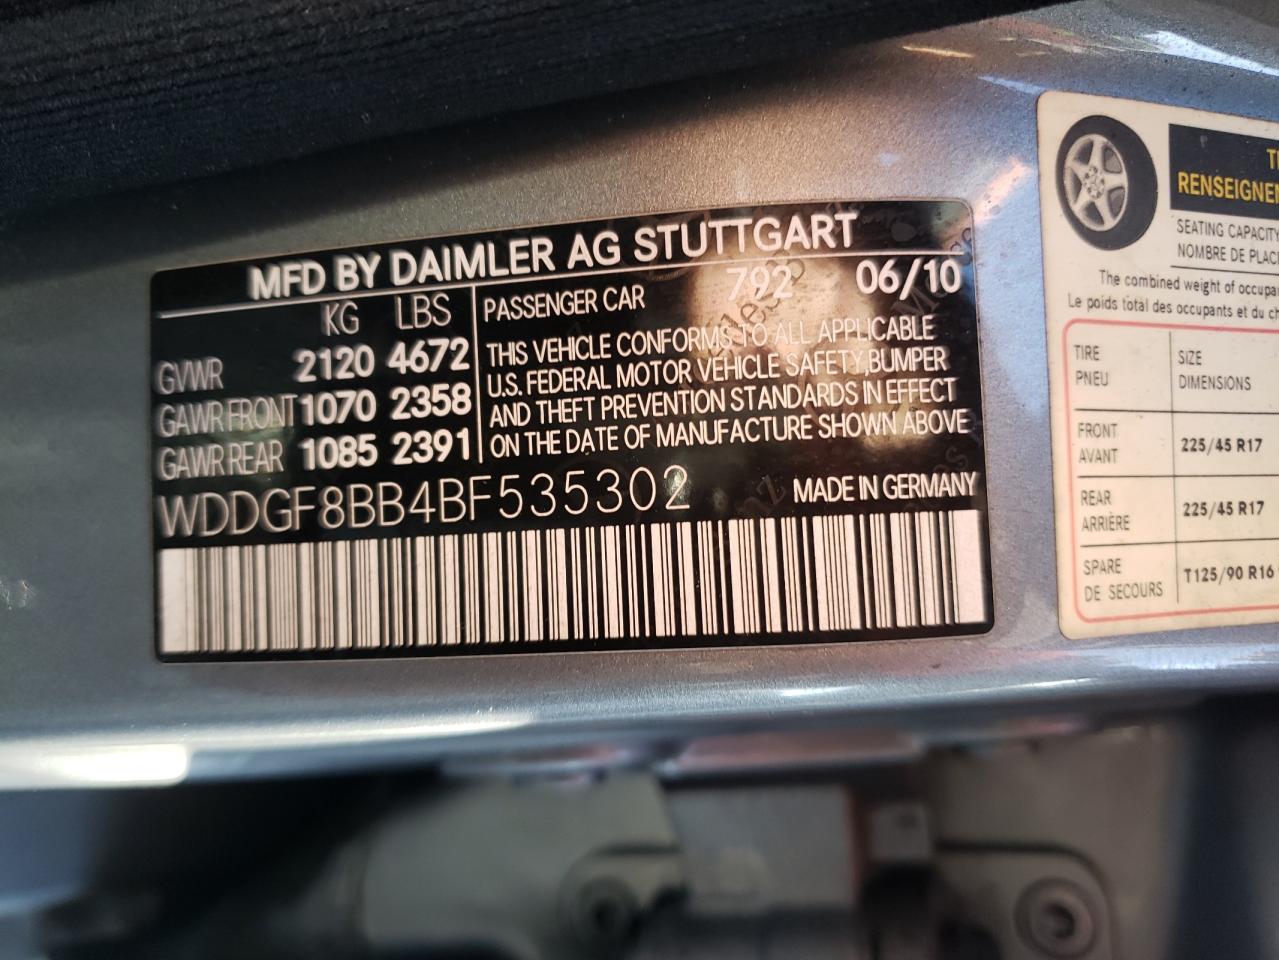 MFD BY DAIMLER AG STUTTGART
KG LBS
GVWR 2120 4672
GAWR FRONT 1070 2358
GAWR REAR 1085 2391
PASSENGER CAR 792 06/10
THIS VEHICLE CONFORMS TO ALL APPLICABLE
U.S. FEDERAL MOTOR VEHICLE SAFETY, BUMPER
AND THEFT PREVENTION STANDARDS IN EFFECT
ON THE DATE OF MANUFACTURE SHOWN ABOVE
WDDGF8BB4BF535302 MADE IN GERMANY
SEATING CAPACITY
NOMBRE DE
The combined weight of
Le poids total des occupants et du
TIRE SIZE
PNEU DIMENSIONS
FRONT
AVANT 225/45 R17
REAR
ARRIÈRE 225/45 R17
SPARE
DE SECOURS T125/90 R16